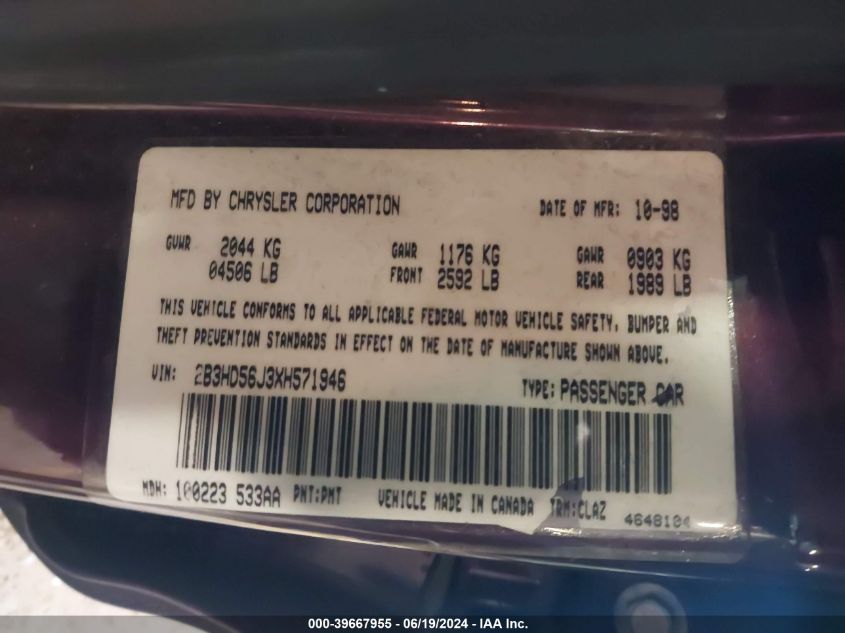 MFD BY CHRYSLER CORPORATION DATE OF MFR: 10-98
GVWR 2044 KG GAWR 1176 KG GAWR 0903 KG
04506 LB FRONT 2592 LB REAR 1989 LB
THIS VEHICLE CONFORMS TO ALL APPLICABLE FEDERAL MOTOR VEHICLE SAFETY, BUMPER AND
THEFT PREVENTION STANDARDS IN EFFECT ON THE DATE OF MANUFACTURE SHOWN ABOVE.
VIN: 2B3HD56J3XH571946 TYPE: PASSENGER CAR
MDH: 100223 533AA PNT:PMT VEHICLE MADE IN CANADA TRM:CLAZ 4648104
000-39667955 - 06/19/2024 - IAA Inc.